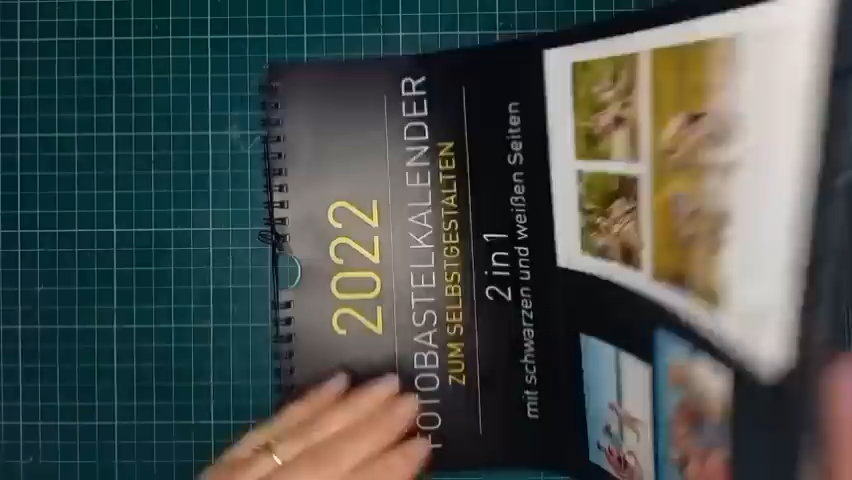 2022
FOTOBASTELKALENDER
ZUM SELBSTGESTALTEN
2 in 1
mit schwarzen und weißen Seiten